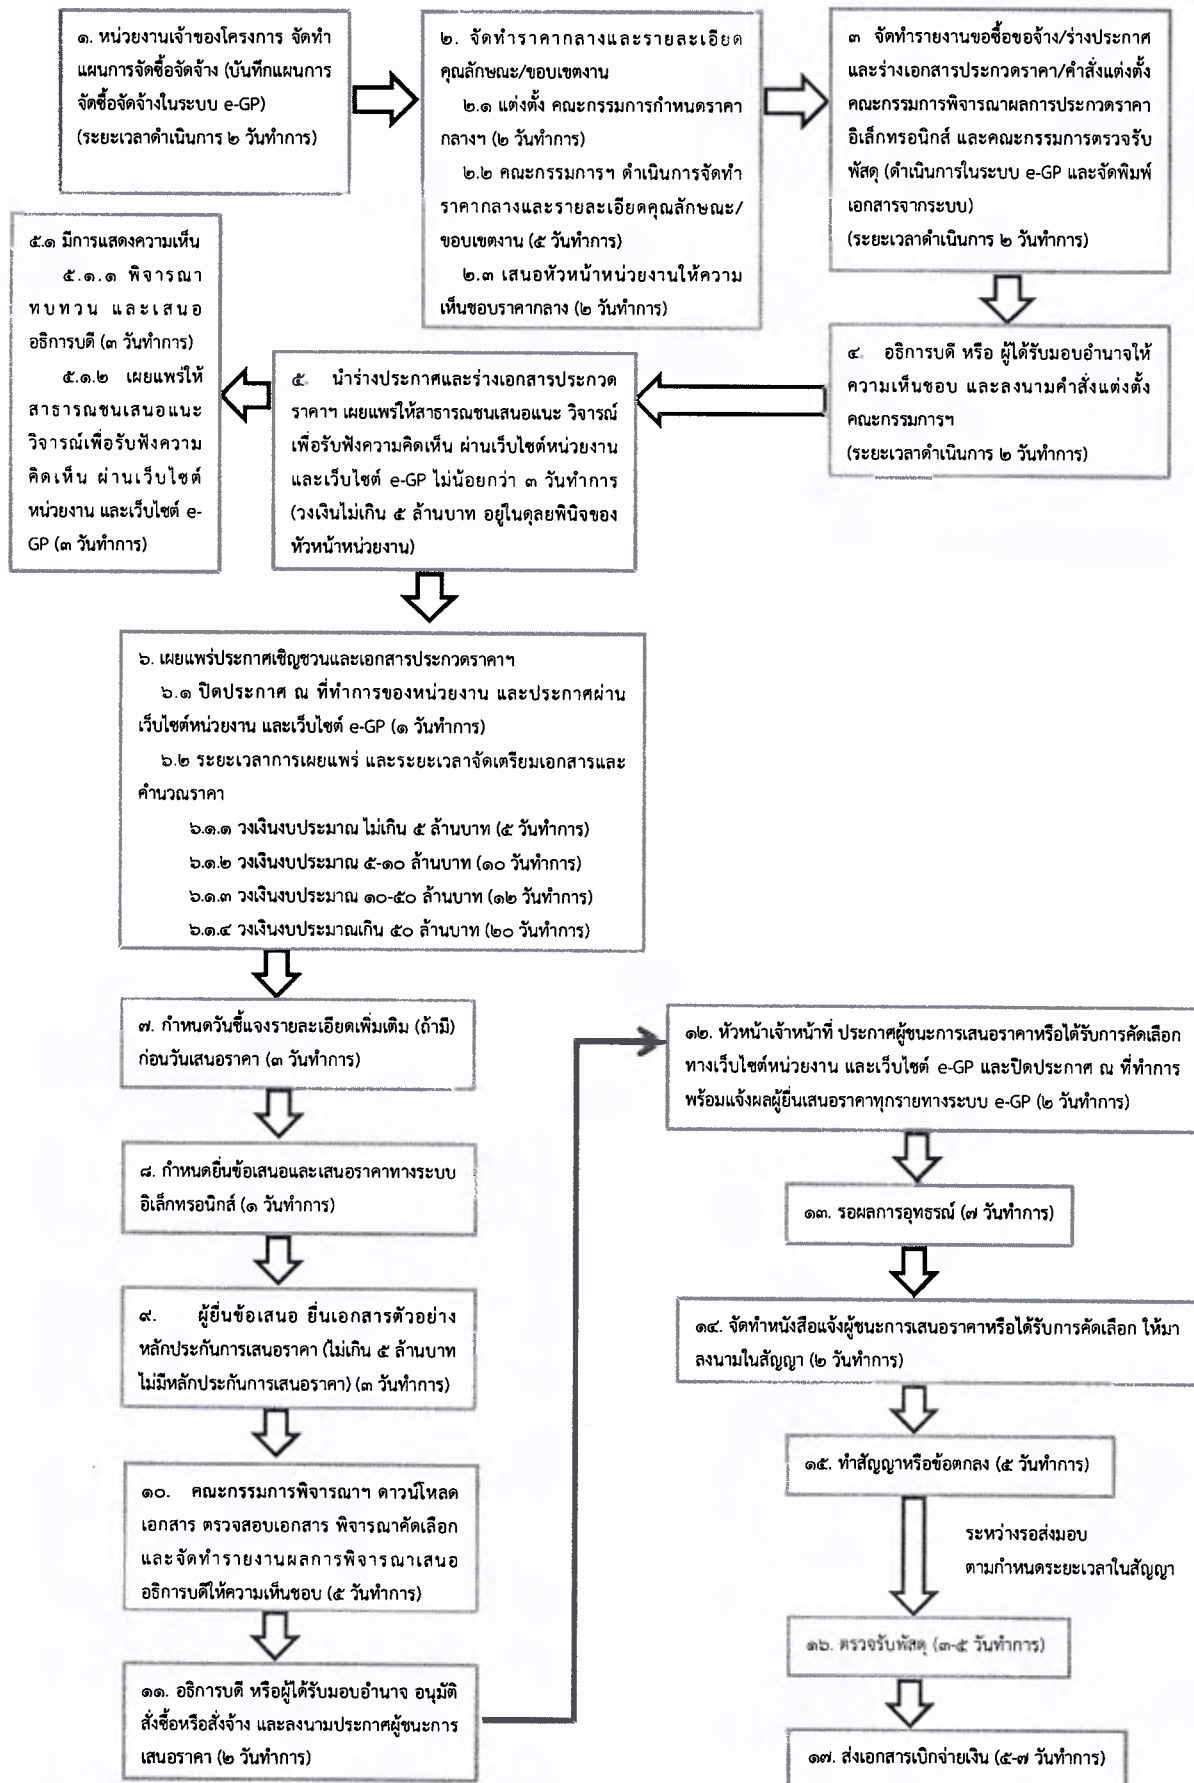 ๑. หน่วยงานเจ้าของโครงการ จัดทำ
แผนการจัดซื้อจัดจ้าง (บันทึกแผนการ
จัดซื้อจัดจ้างในระบบ e-GP)
(ระยะเวลาดำเนินการ ๒ วันทำการ)
๒. จัดทำราคากลางและรายละเอียด
คุณลักษณะ/ขอบเขตงาน
๒.๑ แต่งตั้ง คณะกรรมการกำหนดราคา
กลางฯ (๒ วันทำการ)
๒.๒ คณะกรรมการฯ ดำเนินการจัดทำ
ราคากลางและรายละเอียดคุณลักษณะ/
ขอบเขตงาน (๕ วันทำการ)
๒.๓ เสนอหัวหน้าหน่วยงานให้ความ
เห็นชอบราคากลาง (๒ วันทำการ)
๓ จัดทำรายงานขอซื้อขอจ้าง/ร่างประกาศ
และร่างเอกสารประกวดราคา/คำสั่งแต่งตั้ง
คณะกรรมการพิจารณาผลการประกวดราคา
อิเล็กทรอนิกส์ และคณะกรรมการตรวจรับ
พัสดุ (ดำเนินการในระบบ e-GP และจัดพิมพ์
เอกสารจากระบบ)
(ระยะเวลาดำเนินการ ๒ วันทำการ)
๔. อธิการบดี หรือ ผู้ได้รับมอบอำนาจให้
ความเห็นชอบ และลงนามคำสั่งแต่งตั้ง
คณะกรรมการฯ
(ระยะเวลาดำเนินการ ๒ วันทำการ)
๕. นำร่างประกาศและร่างเอกสารประกวด
ราคาฯ เผยแพร่ให้สาธารณชนเสนอแนะ วิจารณ์
เพื่อรับฟังความคิดเห็น ผ่านเว็บไซต์หน่วยงาน
และเว็บไซต์ e-GP ไม่น้อยกว่า ๓ วันทำการ
(วงเงินไม่เกิน ๕ ล้านบาท อยู่ในดุลยพินิจของ
หัวหน้าหน่วยงาน)
๕.๑ มีการแสดงความเห็น
๕.๑.๑ พิจารณา
ทบทวน และเสนอ
อธิการบดี (๓ วันทำการ)
๕.๑.๒ เผยแพร่ให้
สาธารณชนเสนอแนะ
วิจารณ์เพื่อรับฟังความ
คิดเห็น ผ่านเว็บไซต์
หน่วยงาน และเว็บไซต์ e-
GP (๓ วันทำการ)
๖. เผยแพร่ประกาศเชิญชวนและเอกสารประกวดราคาฯ
๖.๑ ปิดประกาศ ณ ที่ทำการของหน่วยงาน และประกาศผ่าน
เว็บไซต์หน่วยงาน และเว็บไซต์ e-GP (๑ วันทำการ)
๖.๒ ระยะเวลาการเผยแพร่ และระยะเวลาจัดเตรียมเอกสารและ
คำนวณราคา
๖.๑.๑ วงเงินงบประมาณ ไม่เกิน ๕ ล้านบาท (๕ วันทำการ)
๖.๑.๒ วงเงินงบประมาณ ๕-๑๐ ล้านบาท (๑๐ วันทำการ)
๖.๑.๓ วงเงินงบประมาณ ๑๐-๕๐ ล้านบาท (๑๒ วันทำการ)
๖.๑.๔ วงเงินงบประมาณเกิน ๕๐ ล้านบาท (๒๐ วันทำการ)
๗. กำหนดวันชี้แจงรายละเอียดเพิ่มเติม (ถ้ามี)
ก่อนวันเสนอราคา (๓ วันทำการ)
๘. กำหนดยื่นข้อเสนอและเสนอราคาทางระบบ
อิเล็กทรอนิกส์ (๑ วันทำการ)
๙. ผู้ยื่นข้อเสนอ ยื่นเอกสารตัวอย่าง
หลักประกันการเสนอราคา (ไม่เกิน ๕ ล้านบาท
ไม่มีหลักประกันการเสนอราคา) (๓ วันทำการ)
๑๐. คณะกรรมการพิจารณาฯ ดาวน์โหลด
เอกสาร ตรวจสอบเอกสาร พิจารณาคัดเลือก
และจัดทำรายงานผลการพิจารณาเสนอ
อธิการบดีให้ความเห็นชอบ (๕ วันทำการ)
๑๑. อธิการบดี หรือผู้ได้รับมอบอำนาจ อนุมัติ
สั่งซื้อหรือสั่งจ้าง และลงนามประกาศผู้ชนะการ
เสนอราคา (๒ วันทำการ)
๑๒. หัวหน้าเจ้าหน้าที่ ประกาศผู้ชนะการเสนอราคาหรือได้รับการคัดเลือก
ทางเว็บไซต์หน่วยงาน และเว็บไซต์ e-GP และปิดประกาศ ณ ที่ทำการ
พร้อมแจ้งผลผู้ยื่นเสนอราคาทุกรายทางระบบ e-GP (๒ วันทำการ)
๑๓. รอผลการอุทธรณ์ (๗ วันทำการ)
๑๔. จัดทำหนังสือแจ้งผู้ชนะการเสนอราคาหรือได้รับการคัดเลือก ให้มา
ลงนามในสัญญา (๒ วันทำการ)
๑๕. ทำสัญญาหรือข้อตกลง (๕ วันทำการ)
ระหว่างรอส่งมอบ
ตามกำหนดระยะเวลาในสัญญา
๑๖. ตรวจรับพัสดุ (๓-๕ วันทำการ)
๑๗. ส่งเอกสารเบิกจ่ายเงิน (๕-๗ วันทำการ)